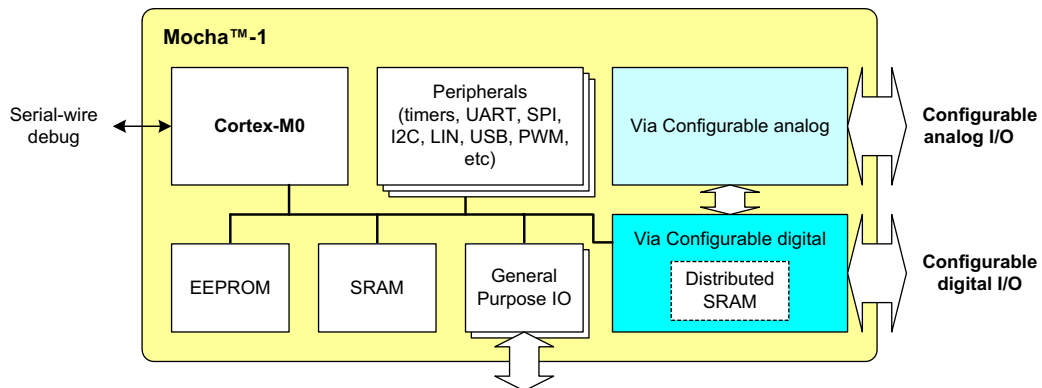 Mocha™-1
Serial-wire
debug
Cortex-M0
Peripherals
(timers, UART, SPI,
I2C, LIN, USB, PWM,
etc)
Via Configurable analog
Configurable
analog I/O
EEPROM
SRAM
General
Purpose IO
Via Configurable digital
Distributed
SRAM
Configurable
digital I/O